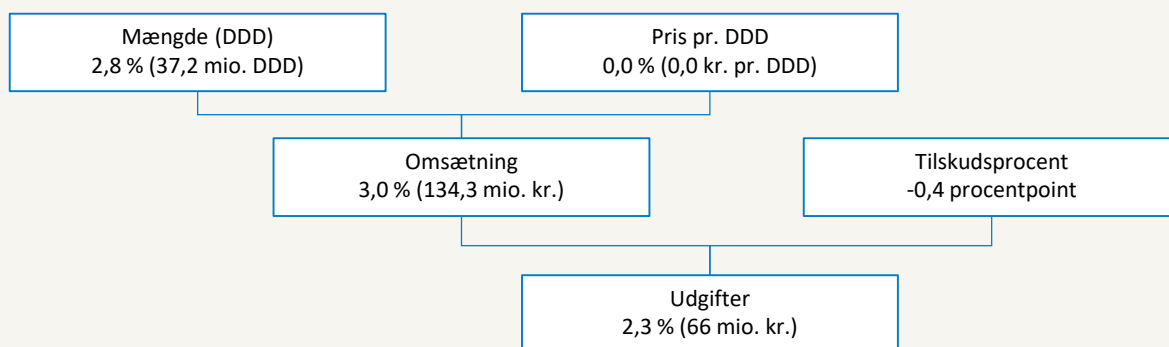 Mængde (DDD)
2,8 % (37,2 mio. DDD)
Pris pr. DDD
0,0 % (0,0 kr. pr. DDD)
Omsætning
3,0 % (134,3 mio. kr.)
Tilskudsprocent
-0,4 procentpoint
Udgifter
2,3 % (66 mio. kr.)